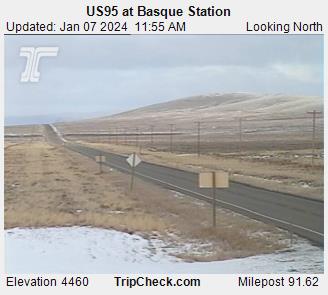 US95 at Basque Station
Updated: Jan 07 2024 11:55 AM Looking North
Elevation 4460 TripCheck.com Milepost 91.62